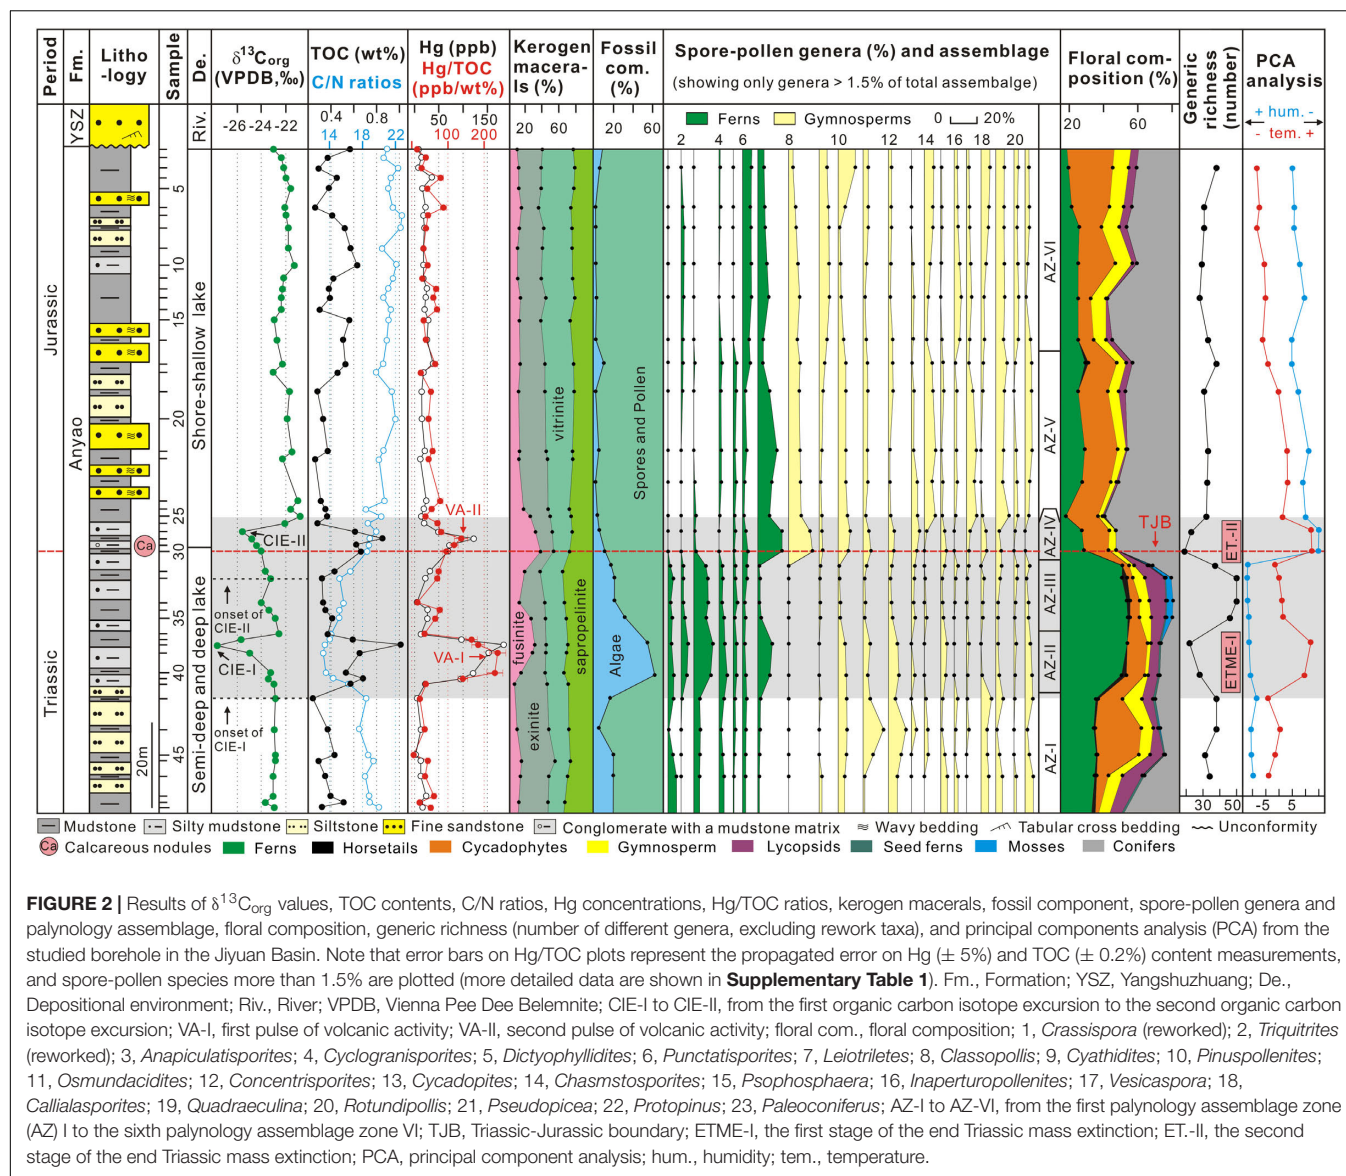 Period
Fm.
Litho
-logy
Sample
De.
δ13Corg
(VPDB,‰)
-26 -24 -22
TOC (wt%)
C/N ratios
0.4 0.8
14 18 22
Hg (ppb)
Hg/TOC
(ppb/wt%)
50 150
100 200
Kerogen
macera-
ls (%)
20 60
Fossil
com.
(%)
20 60
Spore-pollen genera (%) and assemblage
(showing only genera > 1.5% of total assembalge)
Ferns
Gymnosperms
0 20%
2 4 6 8 10 12 14 16 18 20
Floral com-
position (%)
20 60
Generic
richness
(number)
PCA
analysis
+ hum. -
- tem. +
YSZ
Riv.
Jurassic
Triassic
Anyao
5
10
15
20
25
30
35
40
45
20m
Ca
Shore-shallow lake
Semi-deep and deep lake
CIE-II
onset of
CIE-II
CIE-I
onset of
CIE-I
VA-II
VA-I
fusinite
exinite
vitrinite
sapropelinite
Algae
Spores and Pollen
AZ-VI
AZ-V
AZ-IV
AZ-III
AZ-II
AZ-I
TJB
ET.-II
ETME-I
30 50
-5 5
Mudstone
Silty mudstone
Siltstone
Fine sandstone
Conglomerate with a mudstone matrix
Wavy bedding
Tabular cross bedding
Unconformity
Ca Calcareous nodules
Ferns
Horsetails
Cycadophytes
Gymnosperm
Lycopsids
Seed ferns
Mosses
Conifers
FIGURE 2 | Results of δ13Corg values, TOC contents, C/N ratios, Hg concentrations, Hg/TOC ratios, kerogen macerals, fossil component, spore-pollen genera and
palynology assemblage, floral composition, generic richness (number of different genera, excluding rework taxa), and principal components analysis (PCA) from the
studied borehole in the Jiyuan Basin. Note that error bars on Hg/TOC plots represent the propagated error on Hg (± 5%) and TOC (± 0.2%) content measurements,
and spore-pollen species more than 1.5% are plotted (more detailed data are shown in Supplementary Table 1). Fm., Formation; YSZ, Yangshuzhuang; De.,
Depositional environment; Riv., River; VPDB, Vienna Pee Dee Belemnite; CIE-I to CIE-II, from the first organic carbon isotope excursion to the second organic carbon
isotope excursion; VA-I, first pulse of volcanic activity; VA-II, second pulse of volcanic activity; floral com., floral composition; 1, Crassispora (reworked); 2, Triquitrites
(reworked); 3, Anapiculatisporites; 4, Cyclogranisporites; 5, Dictyophyllidites; 6, Punctatisporites; 7, Leiotriletes; 8, Classopollis; 9, Cyathidites; 10, Pinuspollenites;
11, Osmundacidites; 12, Concentrisporites; 13, Cycadopites; 14, Chasmstosporites; 15, Psophosphaera; 16, Inaperturopollenites; 17, Vesicaspora; 18,
Callialasporites; 19, Quadraeculina; 20, Rotundipollis; 21, Pseudopicea; 22, Protopinus; 23, Paleoconiferus; AZ-I to AZ-VI, from the first palynology assemblage zone
(AZ) I to the sixth palynology assemblage zone VI; TJB, Triassic-Jurassic boundary; ETME-I, the first stage of the end Triassic mass extinction; ET.-II, the second
stage of the end Triassic mass extinction; PCA, principal component analysis; hum., humidity; tem., temperature.